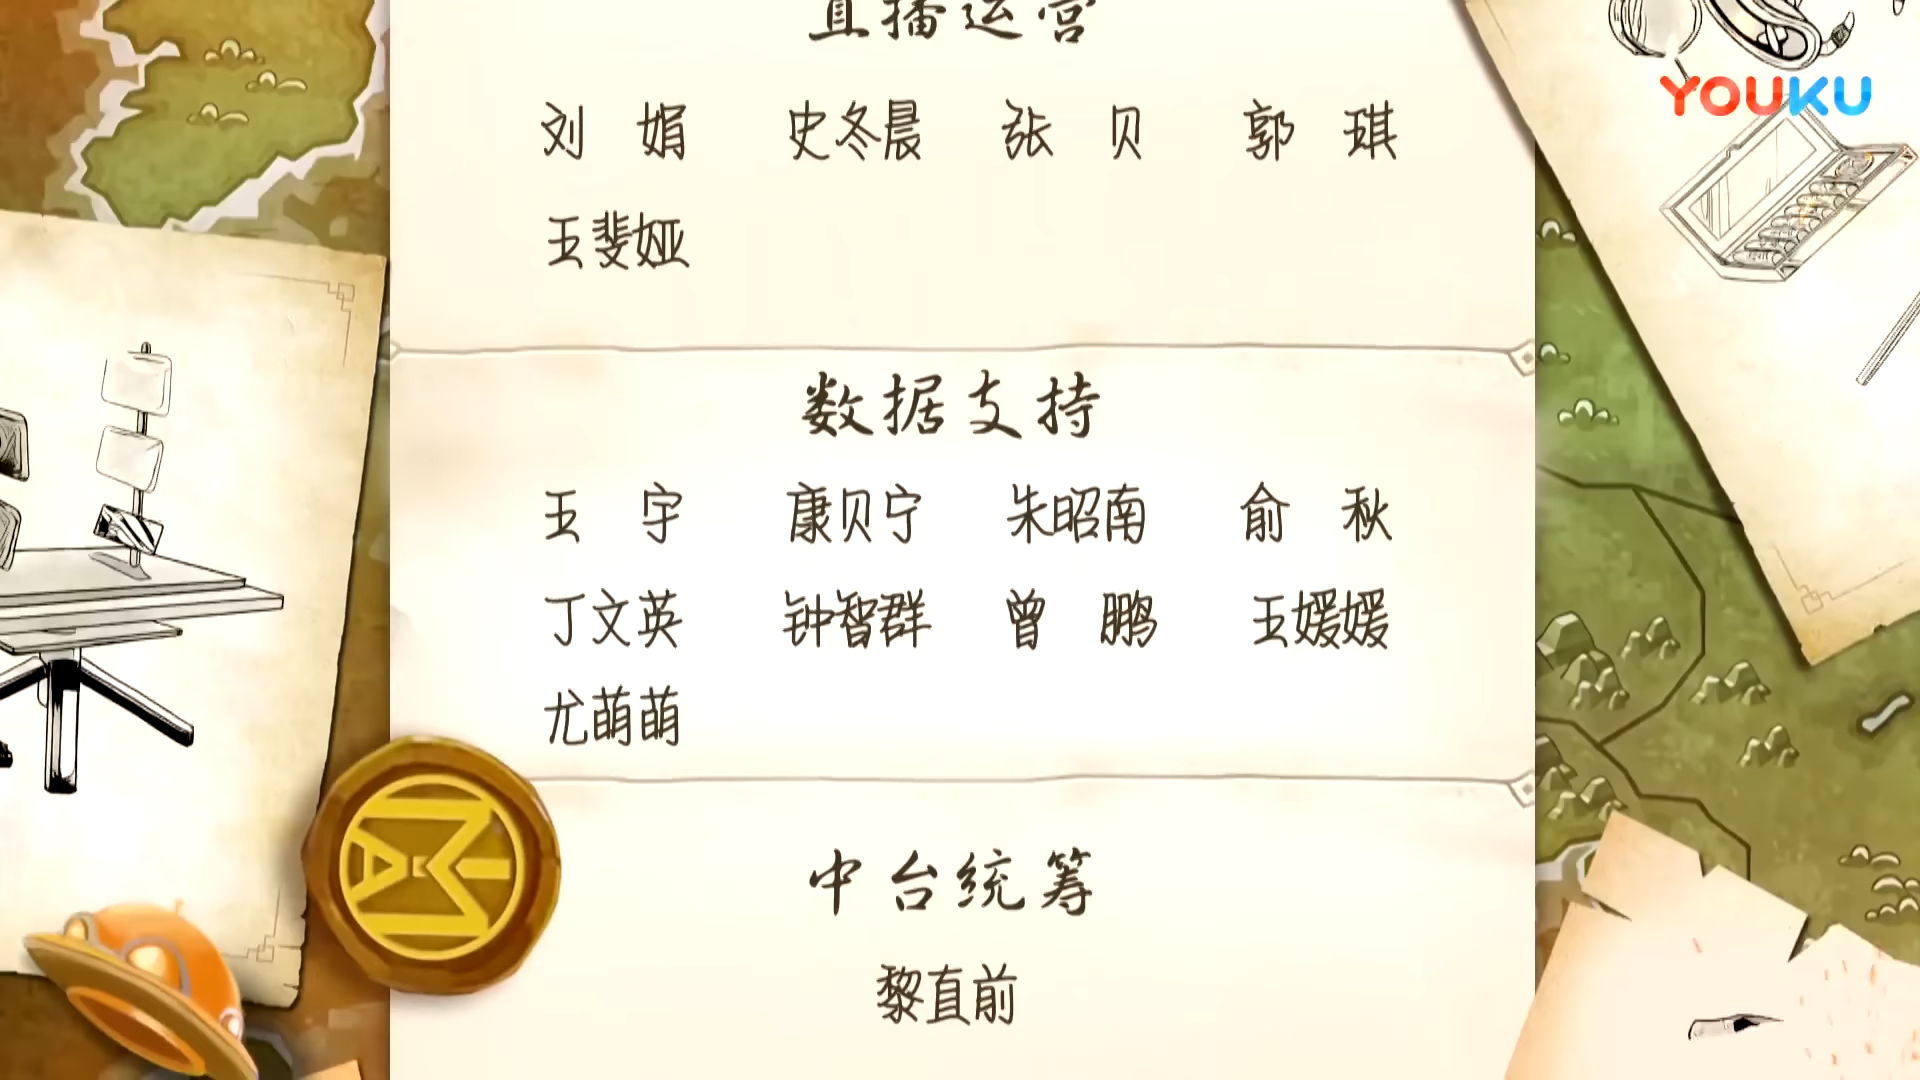 直播运营
YOUKU
刘 娟 史冬晨 张 贝 郭 琪
王斐娅
数据支持
王 宇 康贝宁 朱昭南 俞 秋
丁文英 钟智群 曾 鹏 王媛媛
尤萌萌
中台统筹
黎直前